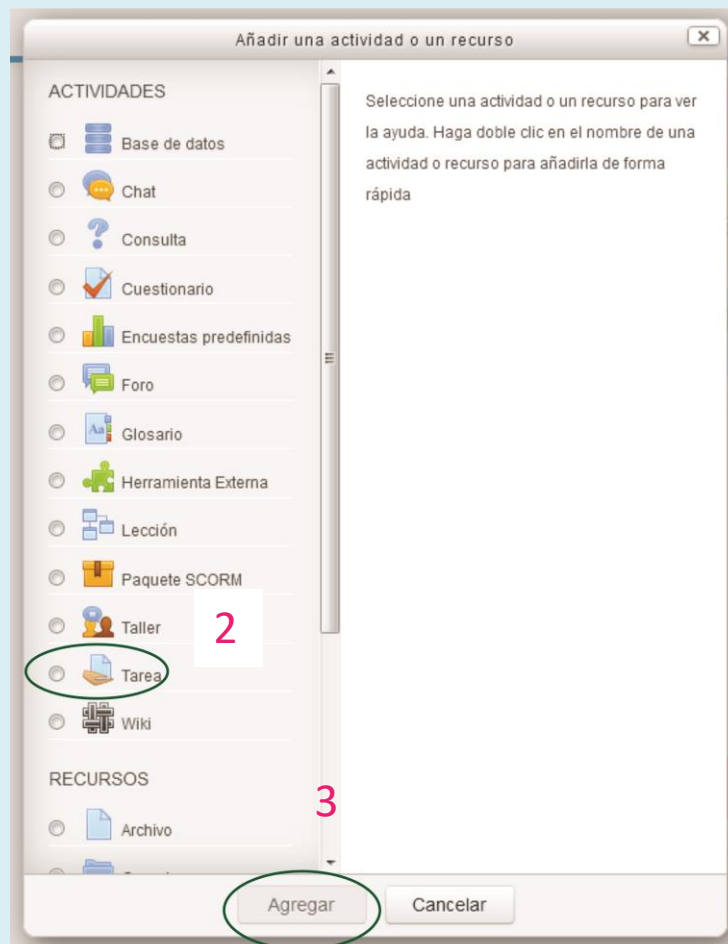 Añadir una actividad o un recurso
ACTIVIDADES
Base de datos
Chat
Consulta
Cuestionario
Encuestas predefinidas
Foro
Glosario
Herramienta Externa
Lección
Paquete SCORM
Taller
2
Tarea
Wiki
RECURSOS
3
Archivo
Seleccione una actividad o un recurso para ver
la ayuda. Haga doble clic en el nombre de una
actividad o recurso para añadirla de forma
rápida
Agregar
Cancelar